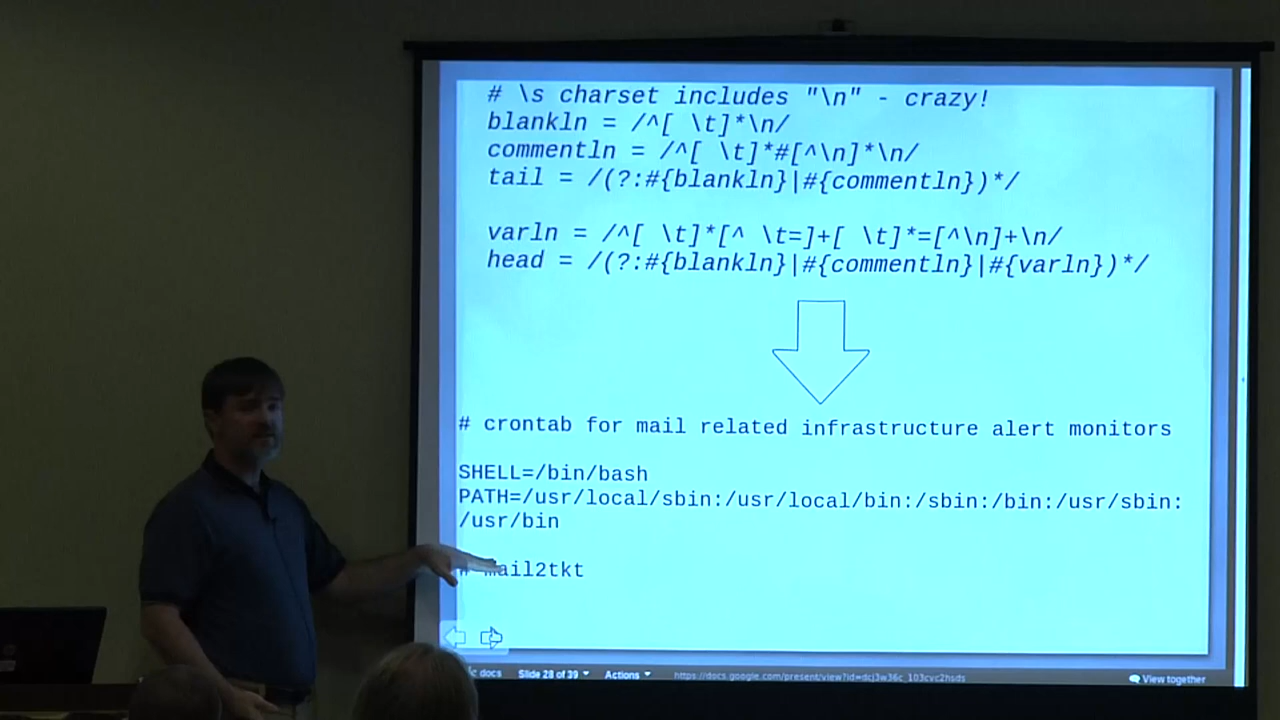 # \s charset includes "\n" - crazy!
blankln = /^[ \t]*\n/
commentln = /^[ \t]*#[^\n]*\n/
tail = /(?:#{blankln}|#{commentln})*/
varln = /^[ \t]*[^ \t=]+[ \t]*=[^\n]+\n/
head = /(?:#{blankln}|#{commentln}|#{varln})*/
# crontab for mail related infrastructure alert monitors
SHELL=/bin/bash
PATH=/usr/local/sbin:/usr/local/bin:/sbin:/bin:/usr/sbin:
/usr/bin
# mail2tkt
docs Slide 28 of 39 Actions View together